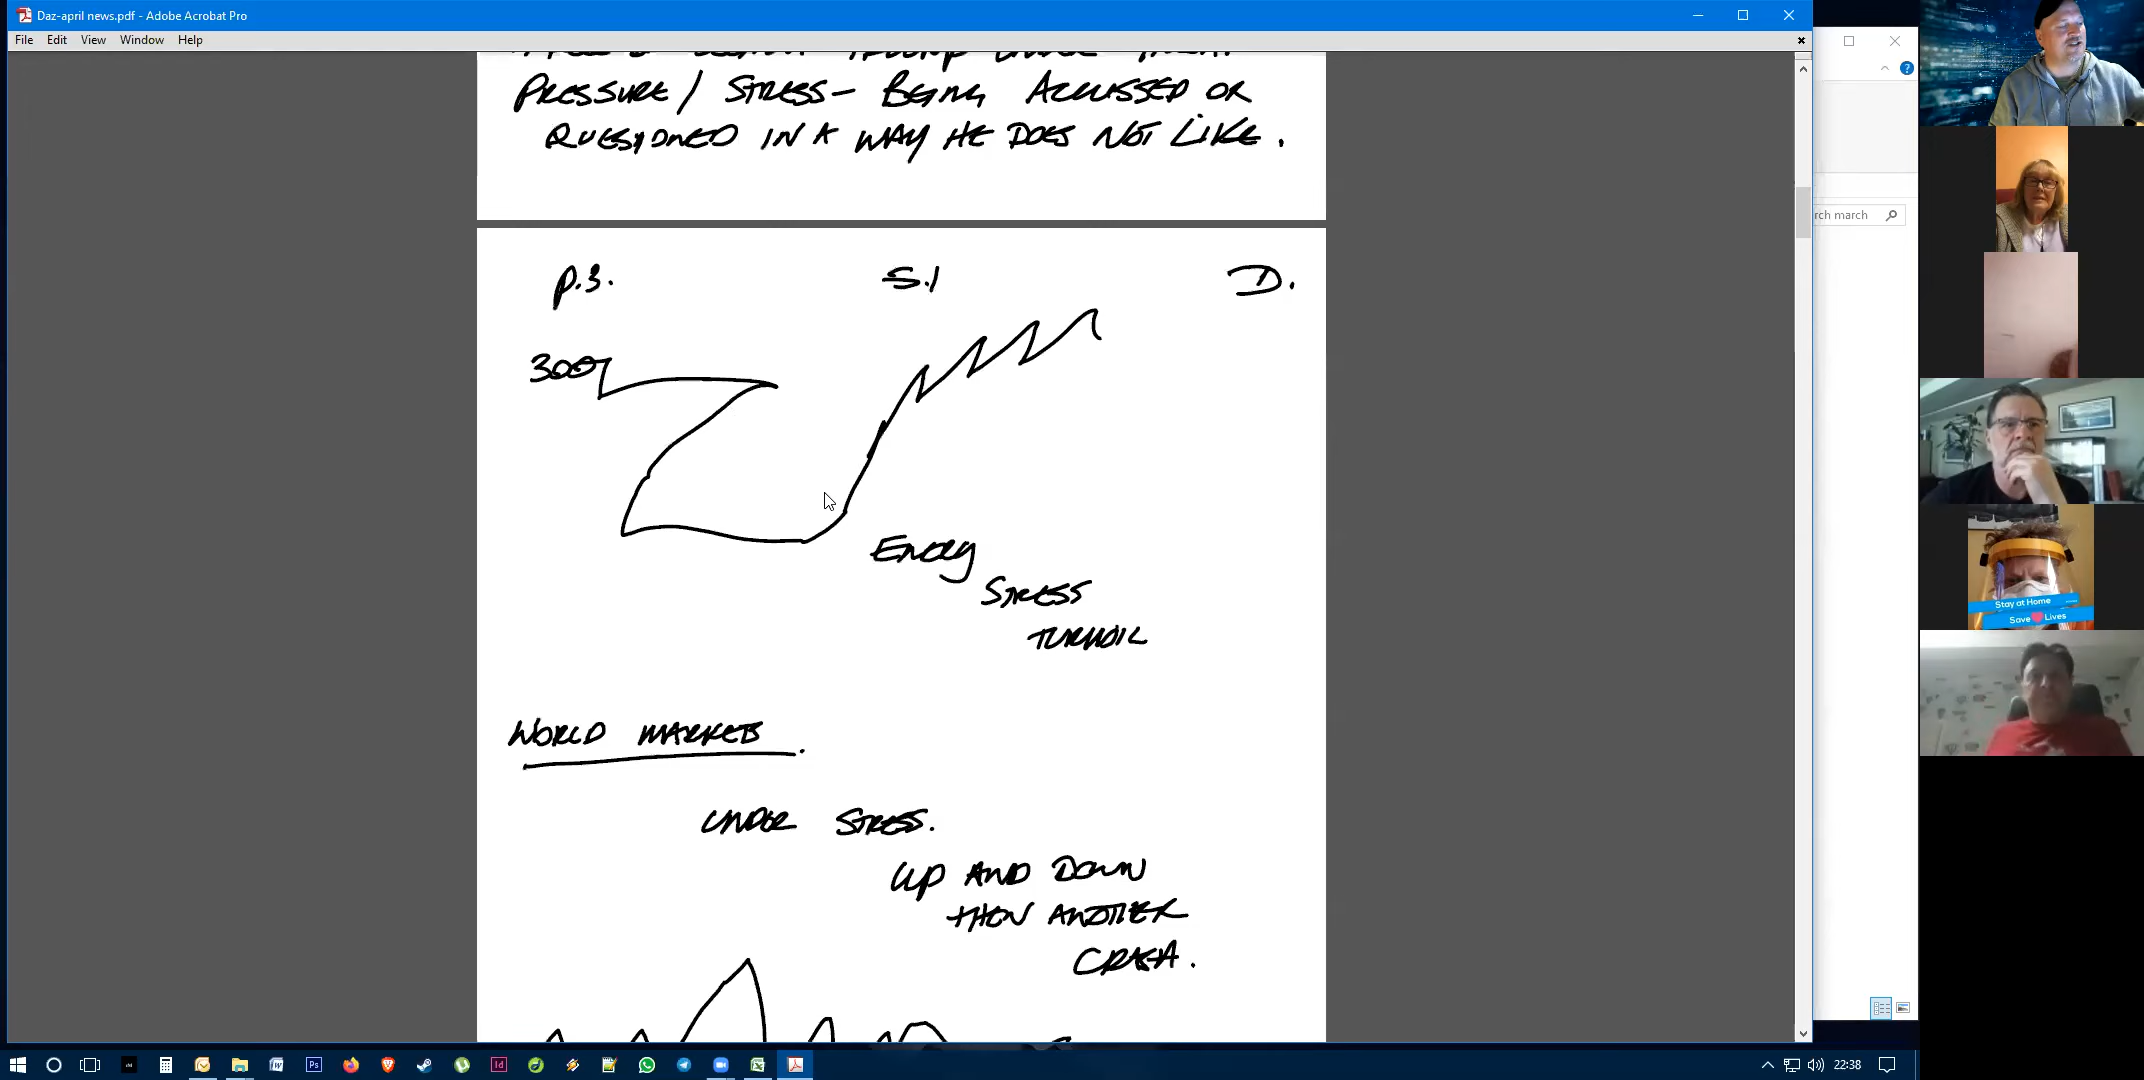 Daz-april news.pdf - Adobe Acrobat Pro
File Edit View Window Help
PRESSURE / STRESS - BEING ACCUSSED OR
QUESTIONED IN A WAY HE DOES NOT LIKE.
P.3. S.1 D.
300
ENERGY
STRESS
TURMOIL
WORLD MARKETS.
UNDER STRESS.
UP AND DOWN
THEN ANOTHER
CRASH.
rch march
Stay at Home
Save Lives
22:38